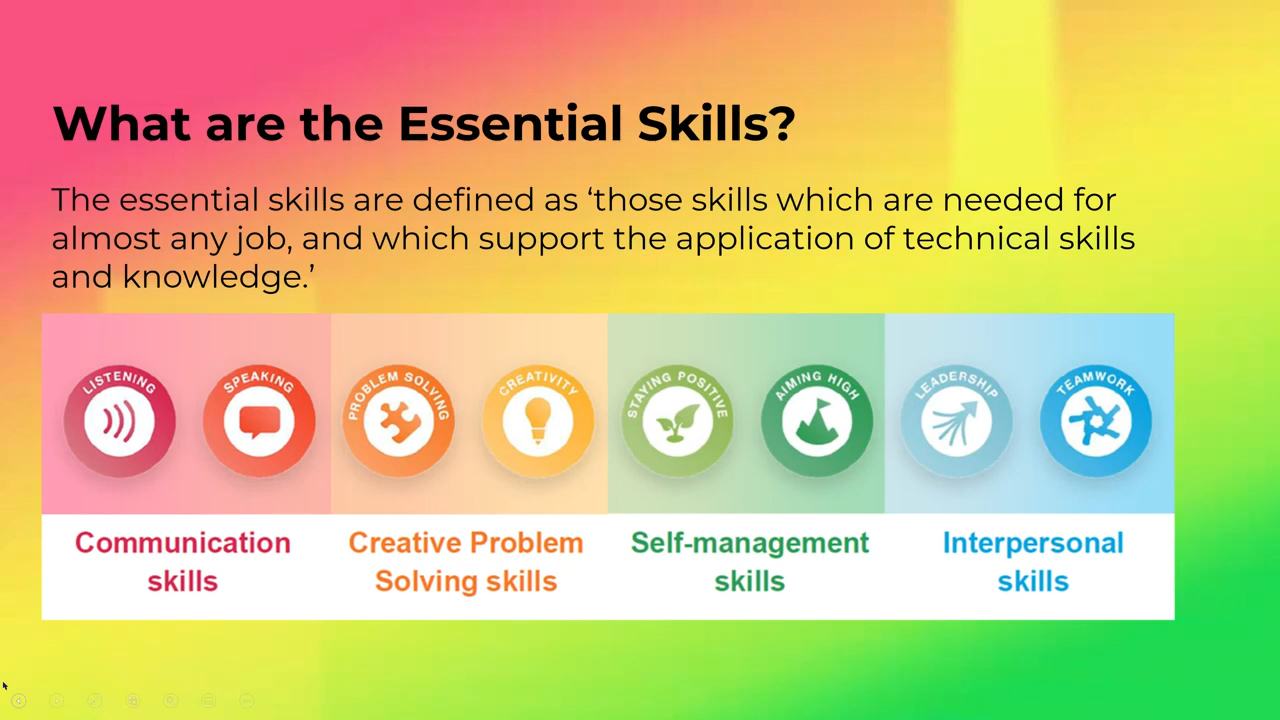 What are the Essential Skills?
The essential skills are defined as ‘those skills which are needed for
almost any job, and which support the application of technical skills
and knowledge.’
LISTENING
SPEAKING
PROBLEM SOLVING
CREATIVITY
STAYING POSITIVE
AIMING HIGH
LEADERSHIP
TEAMWORK
Communication
skills
Creative Problem
Solving skills
Self-management
skills
Interpersonal
skills